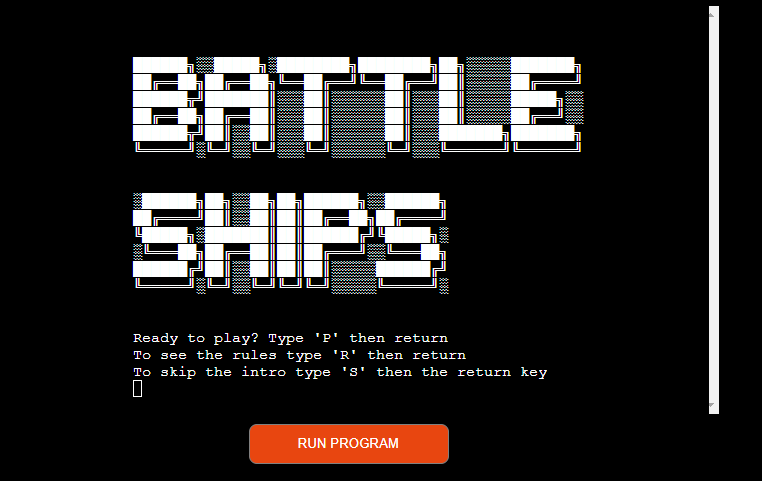 BATTLE
SHIPS
Ready to play? Type 'P' then return
To see the rules type 'R' then return
To skip the intro type 'S' then the return key
RUN PROGRAM